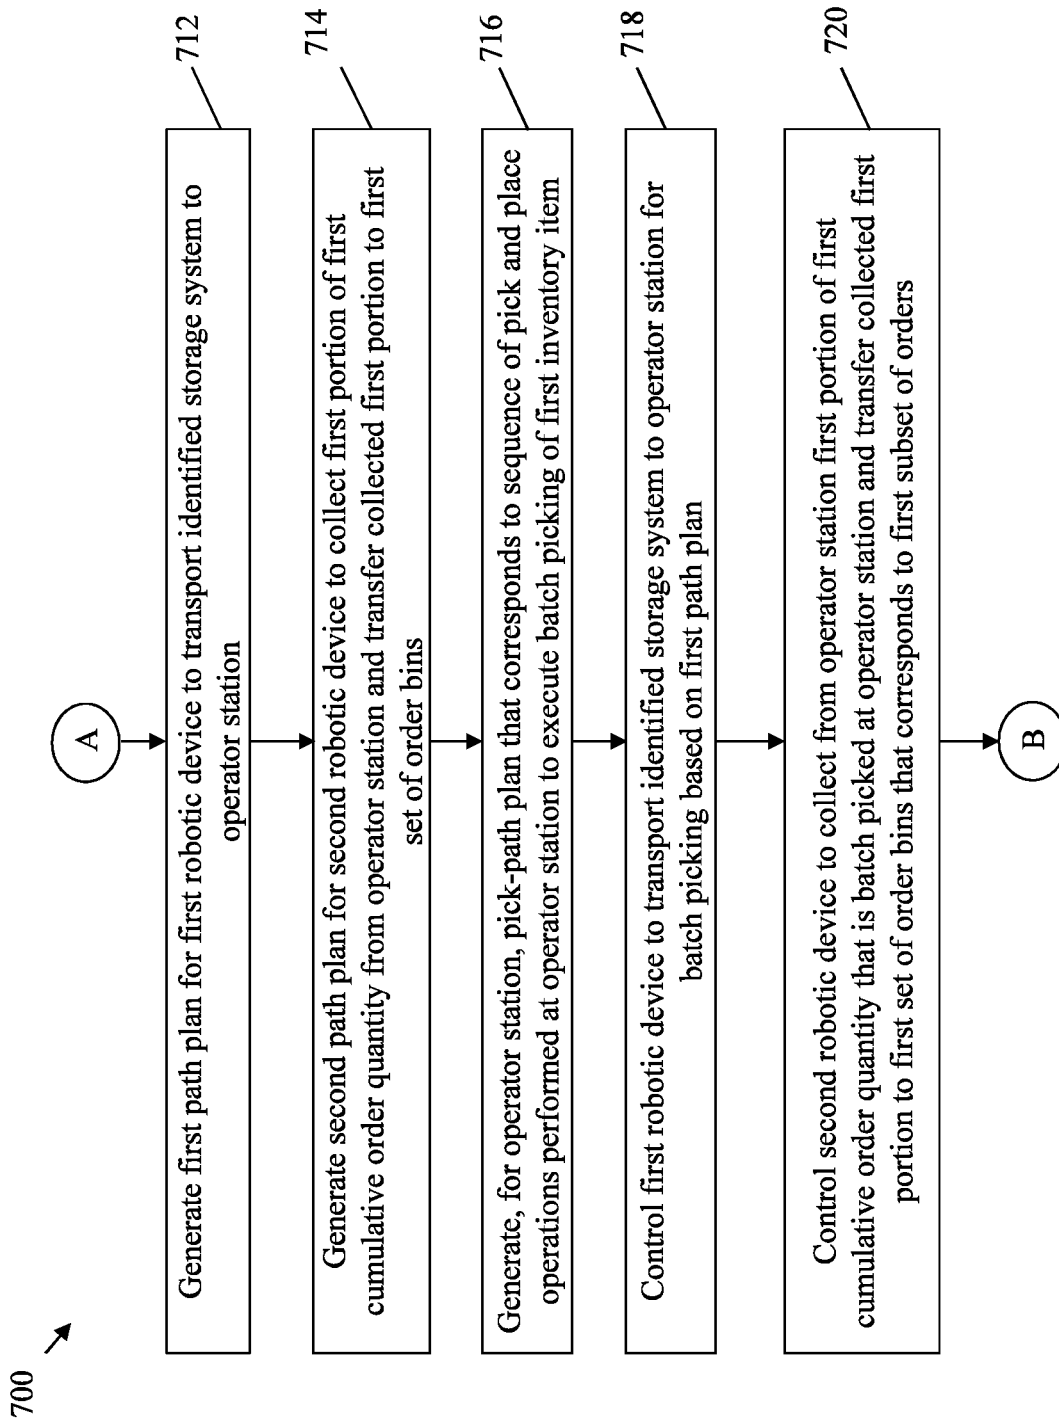 700
A
712
Generate first path plan for first robotic device to transport identified storage system to
operator station
714
Generate second path plan for second robotic device to collect first portion of first
cumulative order quantity from operator station and transfer collected first portion to first
set of order bins
716
Generate, for operator station, pick-path plan that corresponds to sequence of pick and place
operations performed at operator station to execute batch picking of first inventory item
718
Control first robotic device to transport identified storage system to operator station for
batch picking based on first path plan
720
Control second robotic device to collect from operator station first portion of first
cumulative order quantity that is batch picked at operator station and transfer collected first
portion to first set of order bins that corresponds to first subset of orders
B